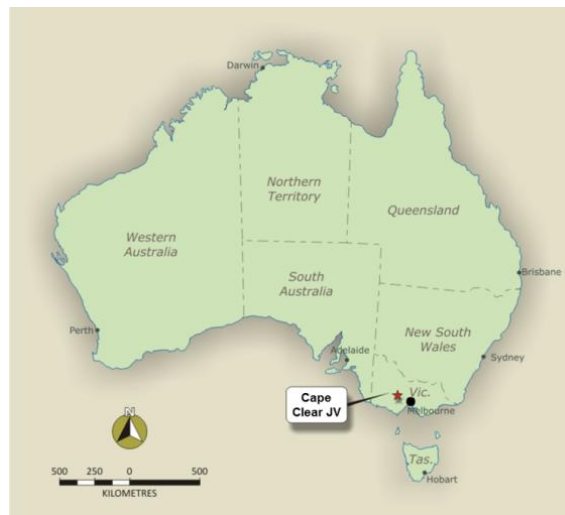 Darwin
Northern
Territory
Queensland
Western
Australia
South
Australia
Brisbane
New South
Wales
Perth
Adelaide
Sydney
Cape
Clear JV
Vic.
Melbourne
N
Tas.
Hobart
500 250 0 500
KILOMETRES